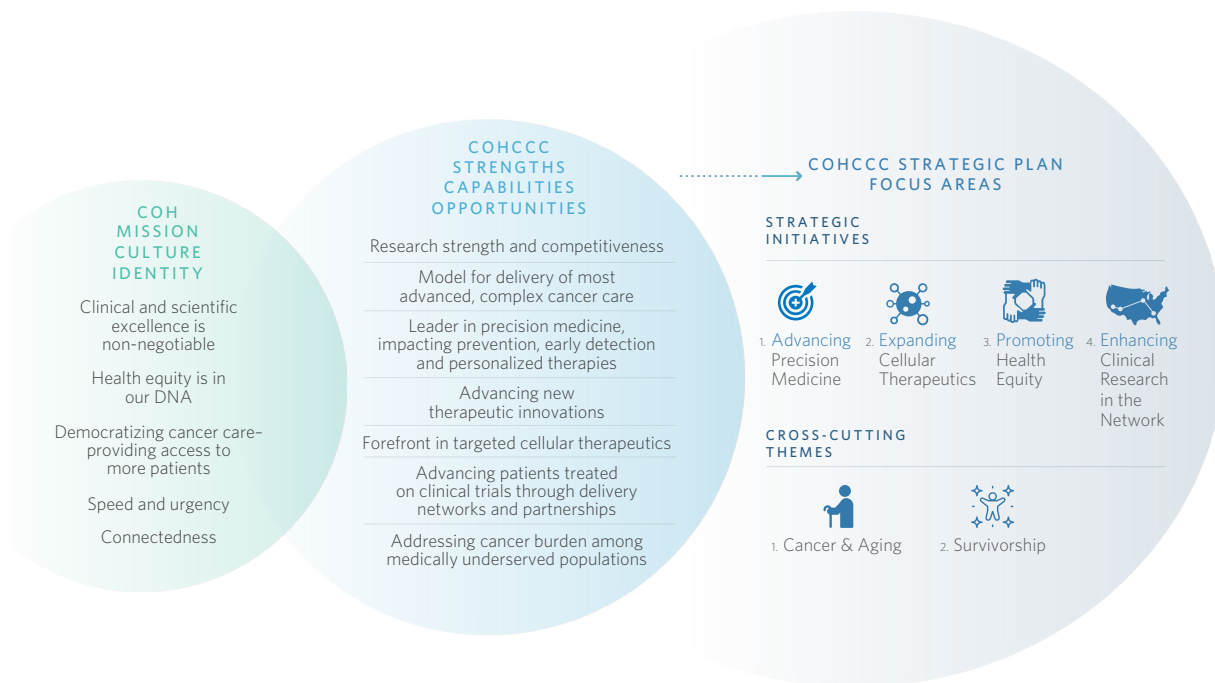 COH
MISSION
CULTURE
IDENTITY
Clinical and scientific
excellence is
non-negotiable
Health equity is in
our DNA
Democratizing cancer care–
providing access to
more patients
Speed and urgency
Connectedness
COHCCC
STRENGTHS
CAPABILITIES
OPPORTUNITIES
Research strength and competitiveness
Model for delivery of most
advanced, complex cancer care
Leader in precision medicine,
impacting prevention, early detection
and personalized therapies
Advancing new
therapeutic innovations
Forefront in targeted cellular therapeutics
Advancing patients treated
on clinical trials through delivery
networks and partnerships
Addressing cancer burden among
medically underserved populations
COHCCC STRATEGIC PLAN
FOCUS AREAS
STRATEGIC
INITIATIVES
1. Advancing
Precision
Medicine
2. Expanding
Cellular
Therapeutics
3. Promoting
Health
Equity
4. Enhancing
Clinical
Research
in the
Network
CROSS-CUTTING
THEMES
1. Cancer & Aging
2. Survivorship